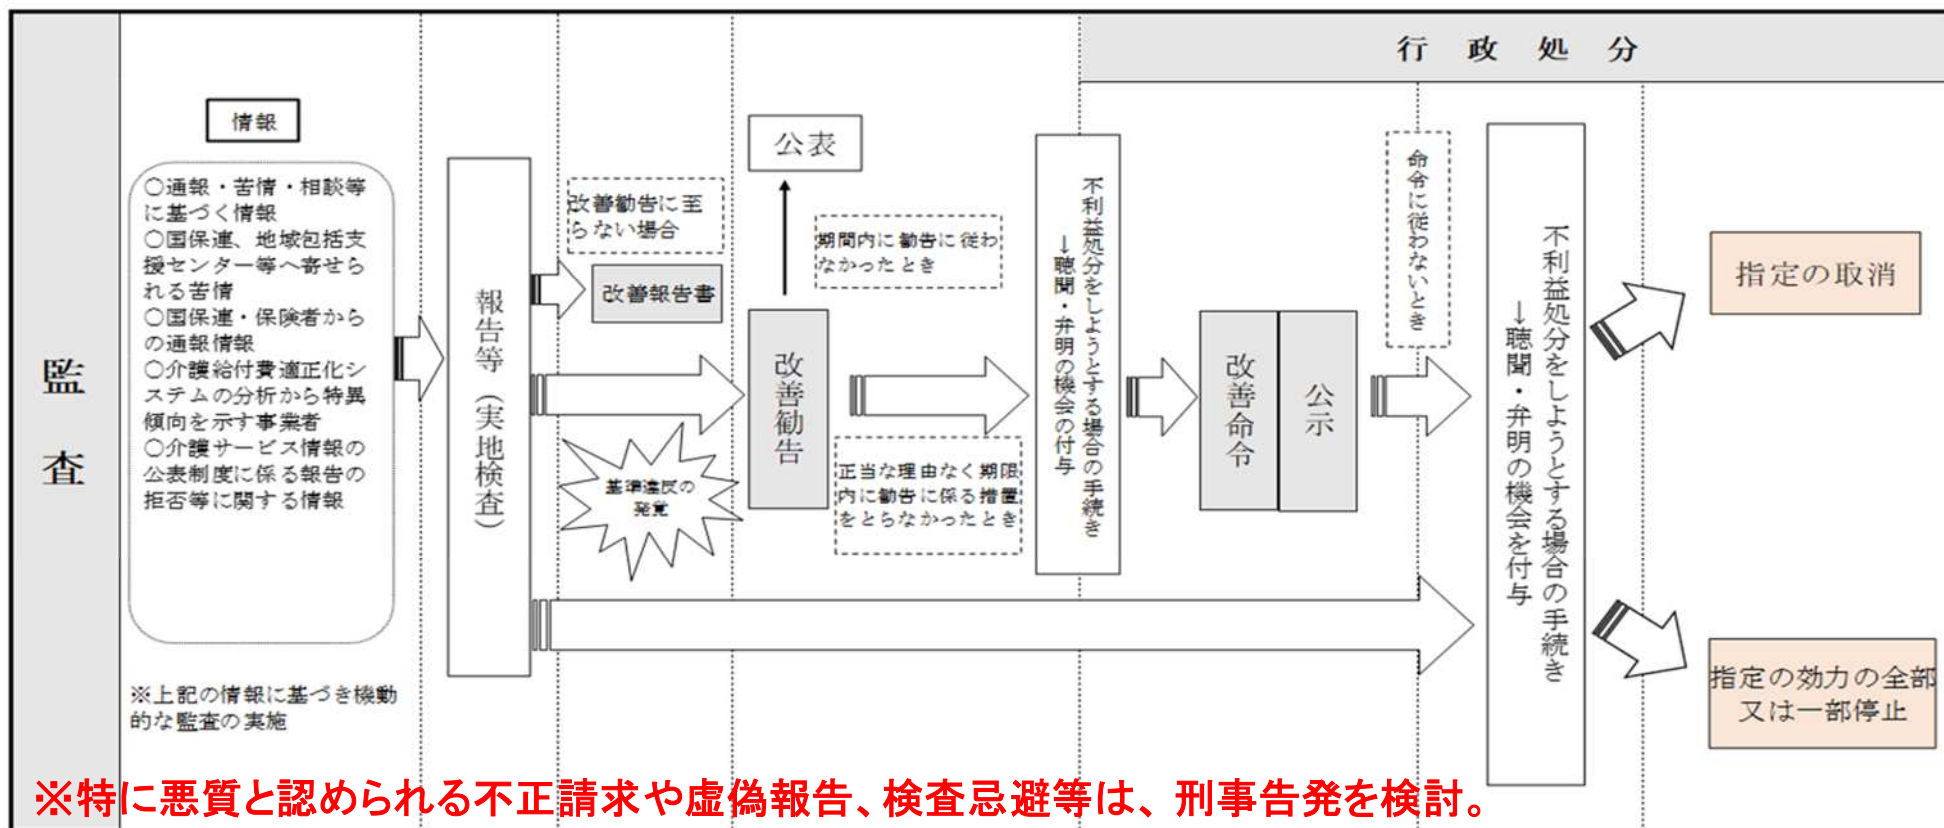 監査
行政処分
情報
○通報・苦情・相談等
に基づく情報
○国保連、地域包括支
援センター等へ寄せら
れる苦情
○国保連・保険者から
の通報情報
○介護給付費適正化シ
ステムの分析から特異
傾向を示す事業者
○介護サービス情報の
公表制度に係る報告の
拒否等に関する情報
※上記の情報に基づき機動
的な監査の実施
報告等（実地検査）
改善勧告に至
らない場合
改善報告書
基準違反の
発覚
公表
期間内に勧告に従わ
なかったとき
改善勧告
正当な理由なく期限
内に勧告に係る措置
をとらなかったとき
不利益処分をしようとする場合の手続き
→聴聞・弁明の機会の付与
改善命令
公示
命令に従わないとき
不利益処分をしようとする場合の手続き
→聴聞・弁明の機会を付与
指定の取消
指定の効力の全部
又は一部停止
※特に悪質と認められる不正請求や虚偽報告、検査忌避等は、刑事告発を検討。